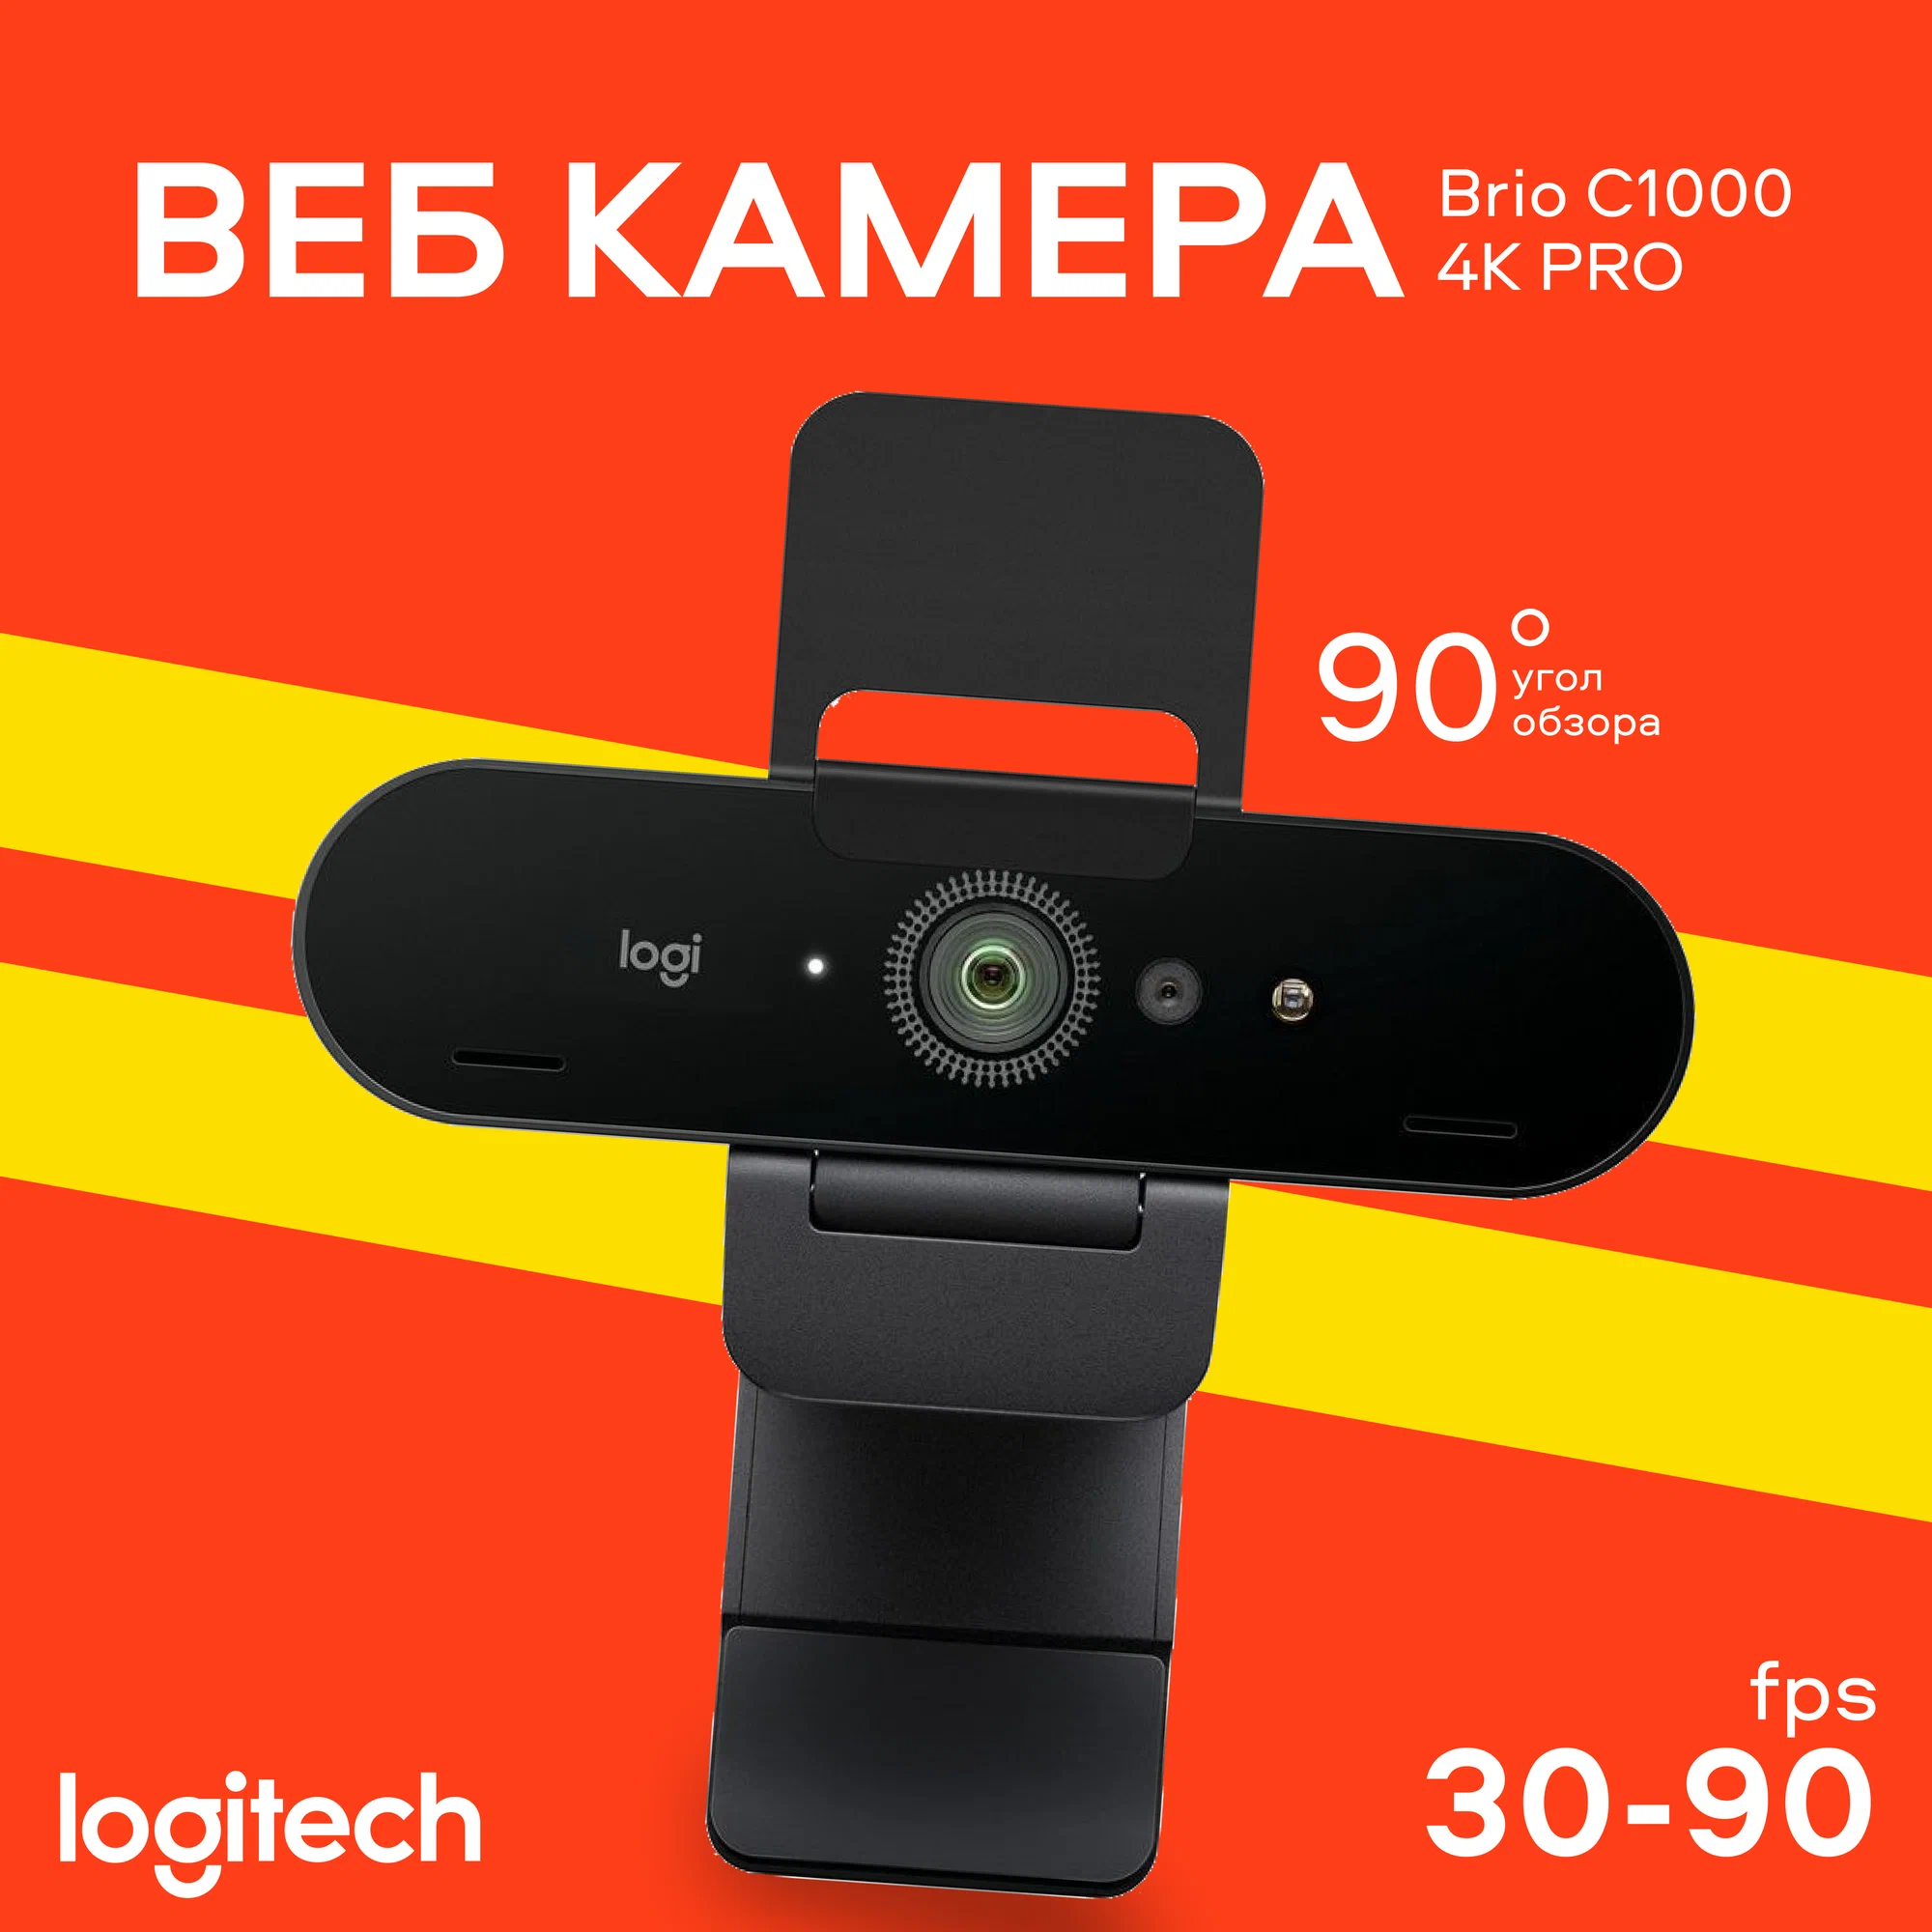 ВЕБ КАМЕРА
Brio C1000
4K PRO
90°
угол
обзора
logi
fps
30-90
logitech